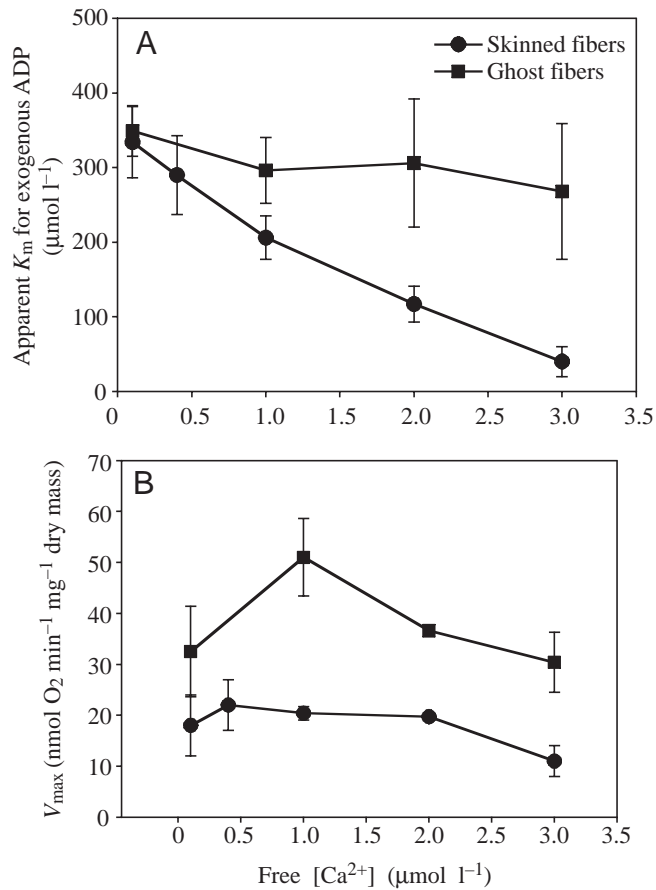 A
Skinned fibers
Ghost fibers
Apparent Km for exogenous ADP
(μmol l⁻¹)
500
400
300
200
100
0
0 0.5 1.0 1.5 2.0 2.5 3.0 3.5
B
Vmax (nmol O₂ min⁻¹ mg⁻¹ dry mass)
70
60
50
40
30
20
10
0
0 0.5 1.0 1.5 2.0 2.5 3.0 3.5
Free [Ca²⁺] (μmol l⁻¹)